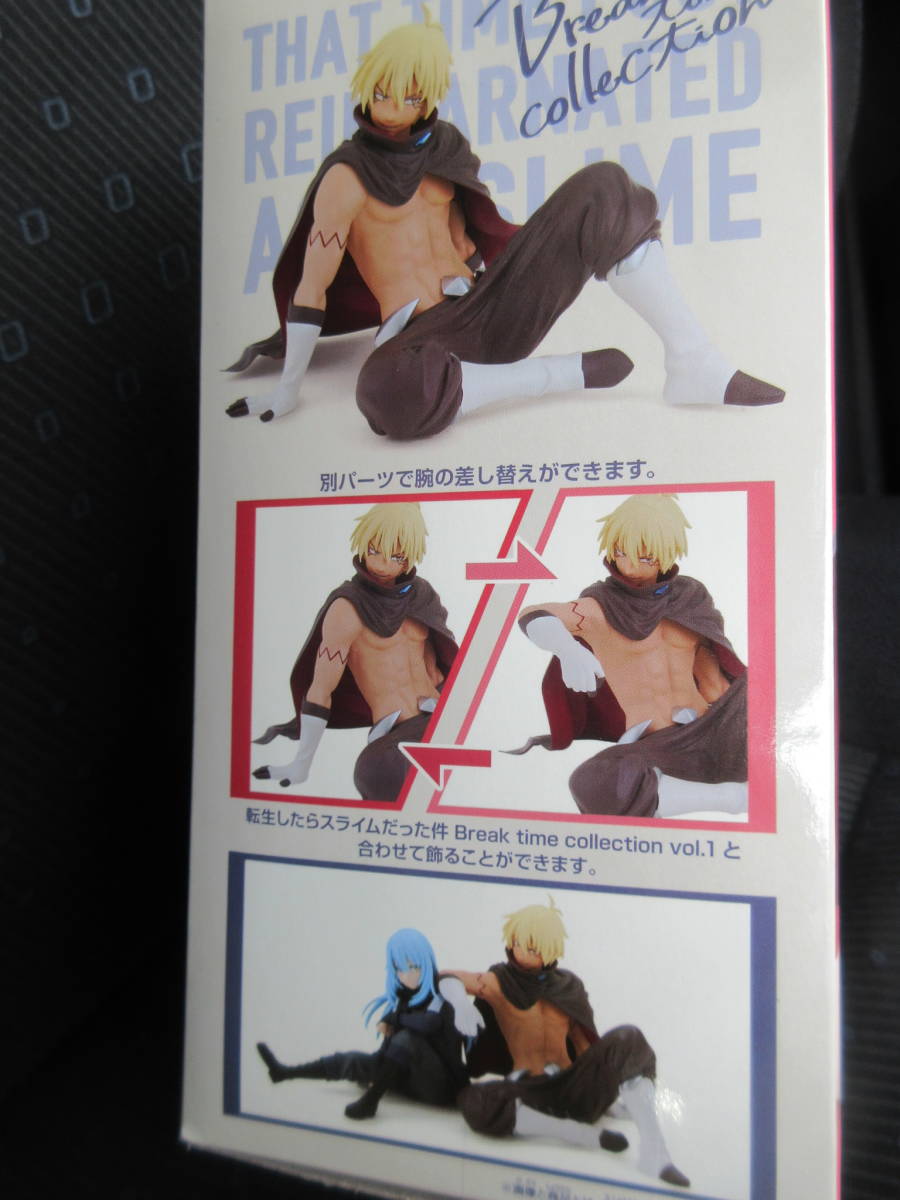 THAT TIME
Break time
collection
REINCARNATED
A SLIME
別パーツで腕の差し替えができます。
転生したらスライムだった件 Break time collection vol.1 と
合わせて飾ることができます。